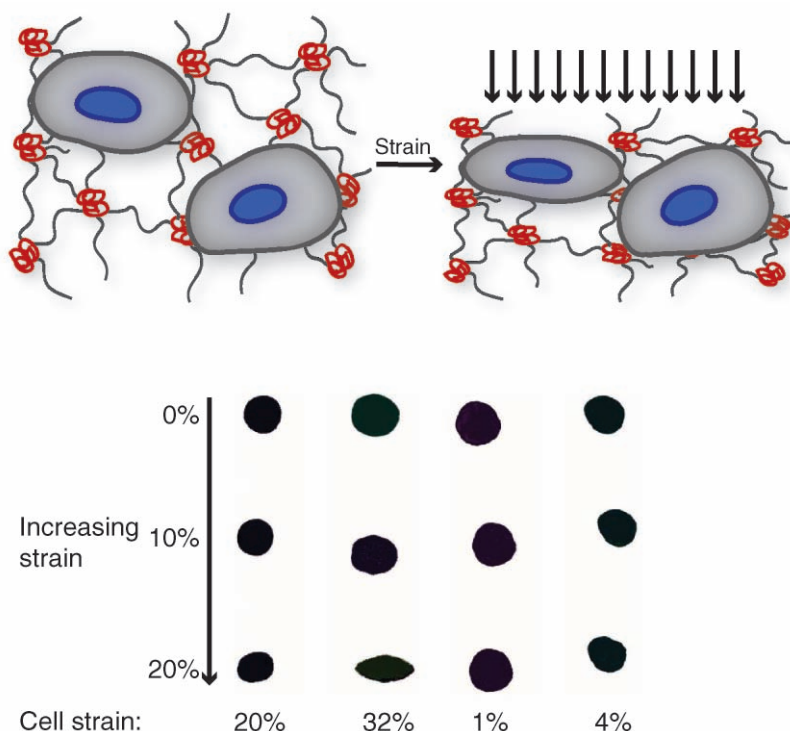 Strain
0%
Increasing
strain
10%
20%
Cell strain: 20% 32% 1% 4%